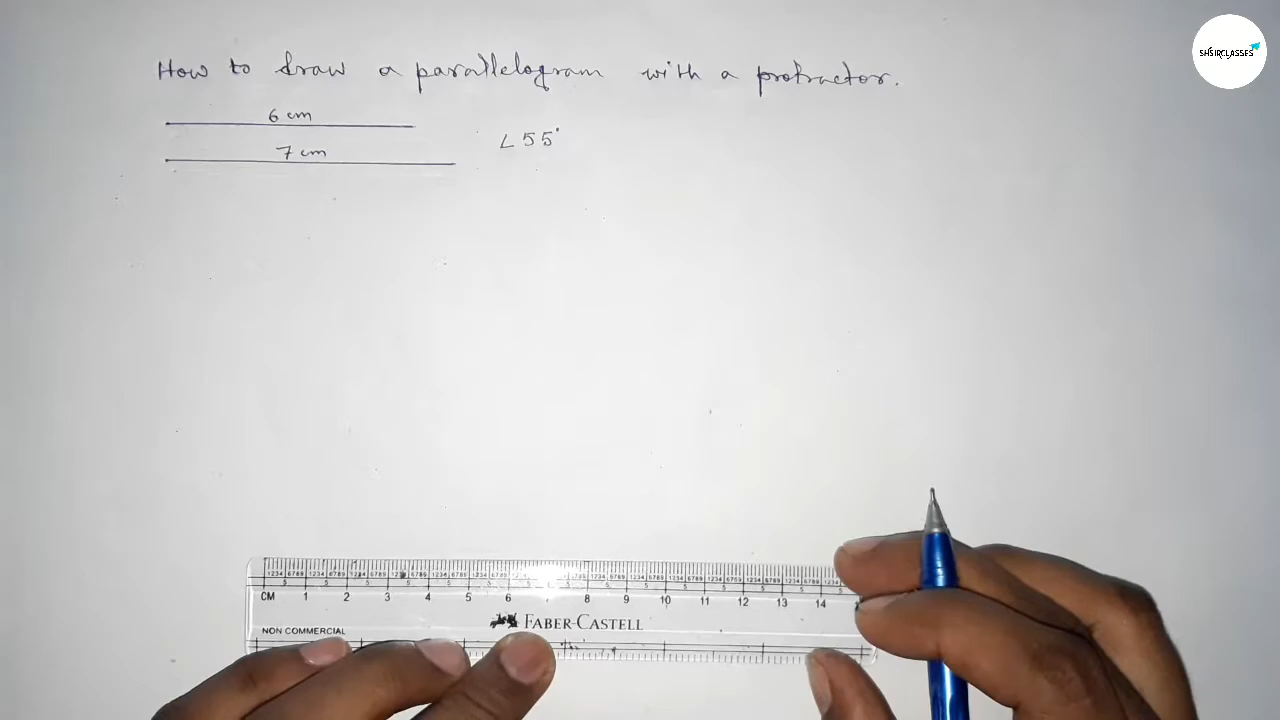 How to draw a parallelogram with a protractor.
6 cm
7 cm
∠55°
SHSIRCLASSES
CM 1 2 3 4 5 6 8 9 10 11 12 13 14
FABER-CASTELL
NON COMMERCIAL